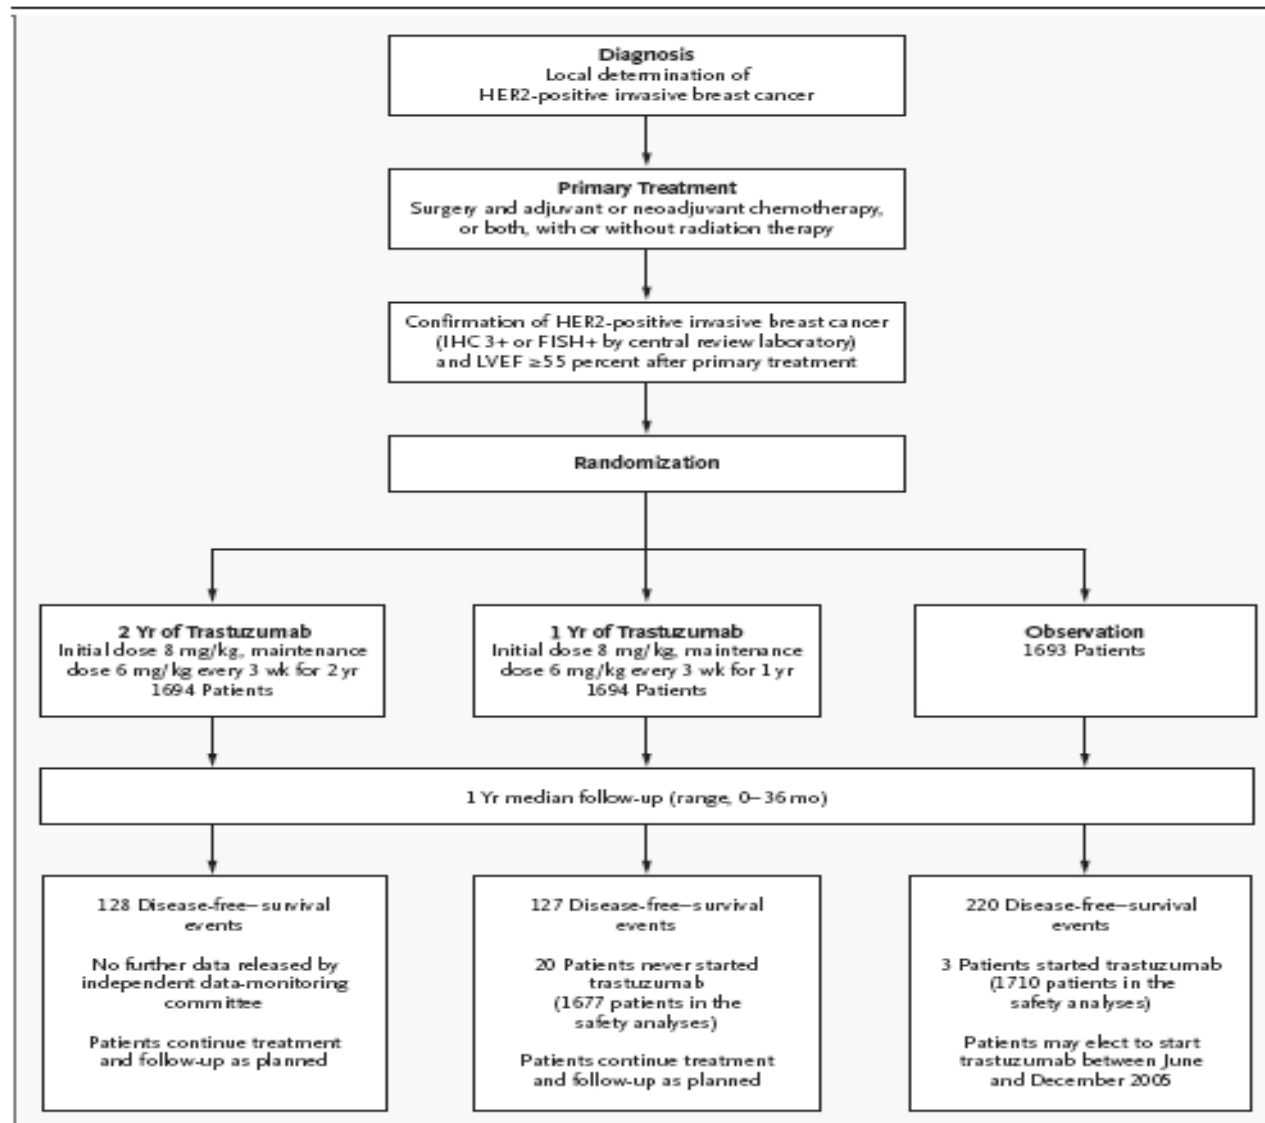 Diagnosis
Local determination of
HER2-positive invasive breast cancer
Primary Treatment
Surgery and adjuvant or neoadjuvant chemotherapy,
or both, with or without radiation therapy
Confirmation of HER2-positive invasive breast cancer
(IHC 3+ or FISH+ by central review laboratory)
and LVEF ≥55 percent after primary treatment
Randomization
2 Yr of Trastuzumab
Initial dose 8 mg/kg, maintenance
dose 6 mg/kg every 3 wk for 2 yr
1694 Patients
1 Yr of Trastuzumab
Initial dose 8 mg/kg, maintenance
dose 6 mg/kg every 3 wk for 1 yr
1694 Patients
Observation
1693 Patients
1 Yr median follow-up (range, 0–36 mo)
128 Disease-free–survival
events
No further data released by
independent data-monitoring
committee
Patients continue treatment
and follow-up as planned
127 Disease-free–survival
events
20 Patients never started
trastuzumab
(1677 patients in the
safety analyses)
Patients continue treatment
and follow-up as planned
220 Disease-free–survival
events
3 Patients started trastuzumab
(1710 patients in the
safety analyses)
Patients may elect to start
trastuzumab between June
and December 2005